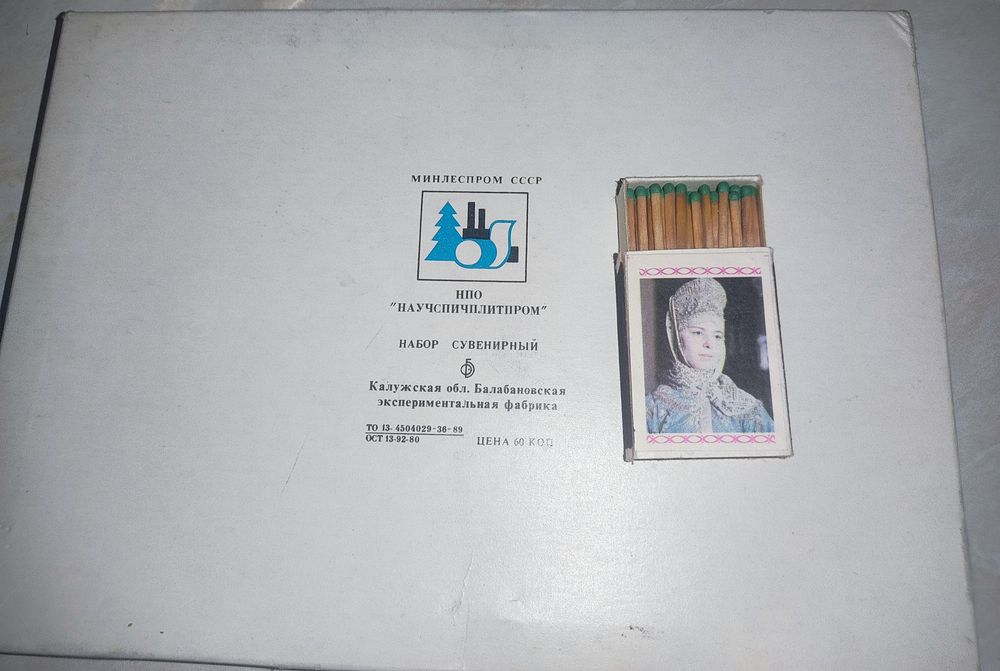 МИНЛЕСПРОМ СССР
НПО
"НАУЧСПИЧПЛИТПРОМ"
НАБОР СУВЕНИРНЫЙ
БЭФ
Калужская обл. Балабановская
экспериментальная фабрика
ТО 13-4504029-36-89
ОСТ 13-92-80
ЦЕНА 60 КОП